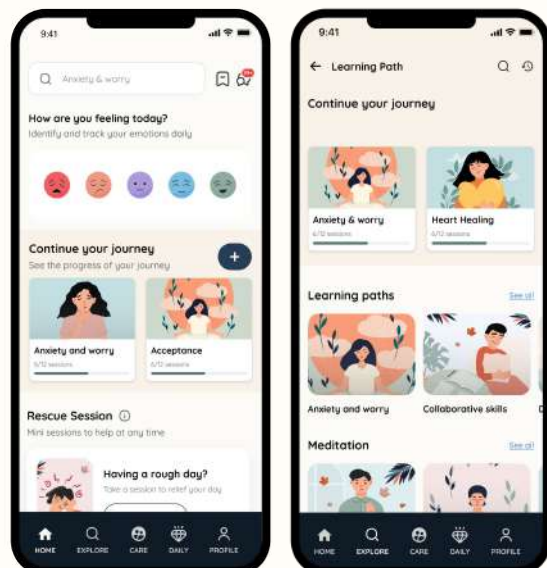 9:41
Anxiety & worry
How are you feeling today?
Identify and track your emotions daily
Continue your journey
See the progress of your journey
+
Anxiety and worry
6/12 sessions
Acceptance
6/12 sessions
Rescue Session
Mini sessions to help at any time
Having a rough day?
Take a session to relief your day
HOME
EXPLORE
CARE
DAILY
PROFILE
9:41
Learning Path
Continue your journey
Anxiety & worry
6/12 sessions
Heart Healing
6/12 sessions
Learning paths
See all
Anxiety and worry
Collaborative skills
D
Meditation
See all
HOME
EXPLORE
CARE
DAILY
PROFILE